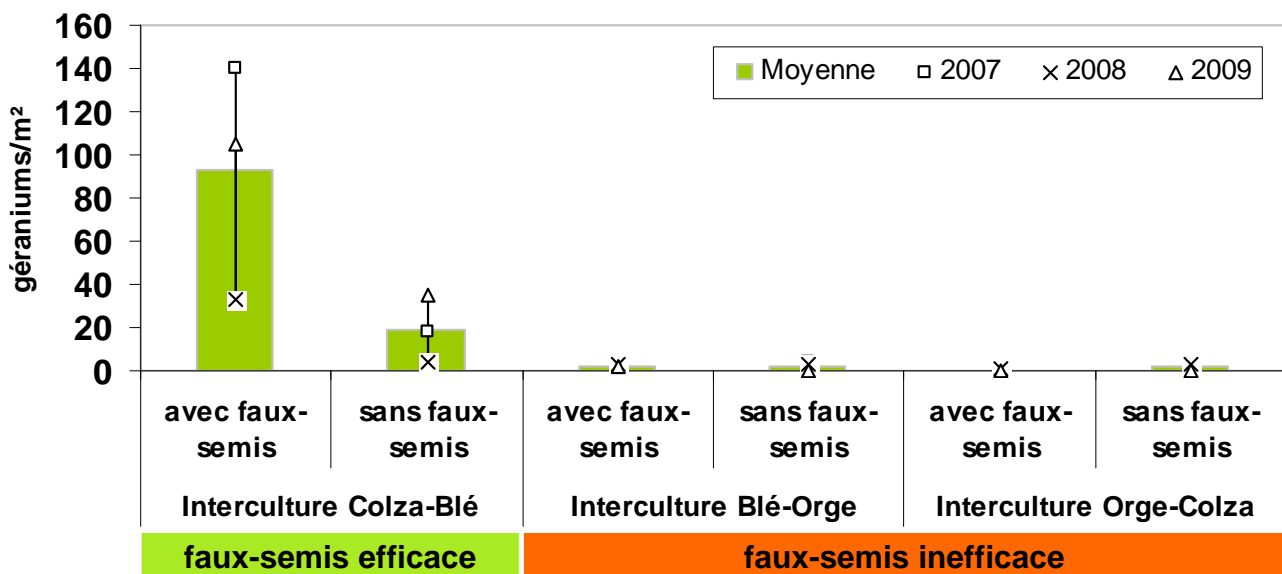 160
140
120
100
80
60
40
20
0
géraniums/m²
Moyenne 2007 2008 2009
avec faux-
semis
sans faux-
semis
avec faux-
semis
sans faux-
semis
avec faux-
semis
sans faux-
semis
Interculture Colza-Blé
Interculture Blé-Orge
Interculture Orge-Colza
faux-semis efficace
faux-semis inefficace